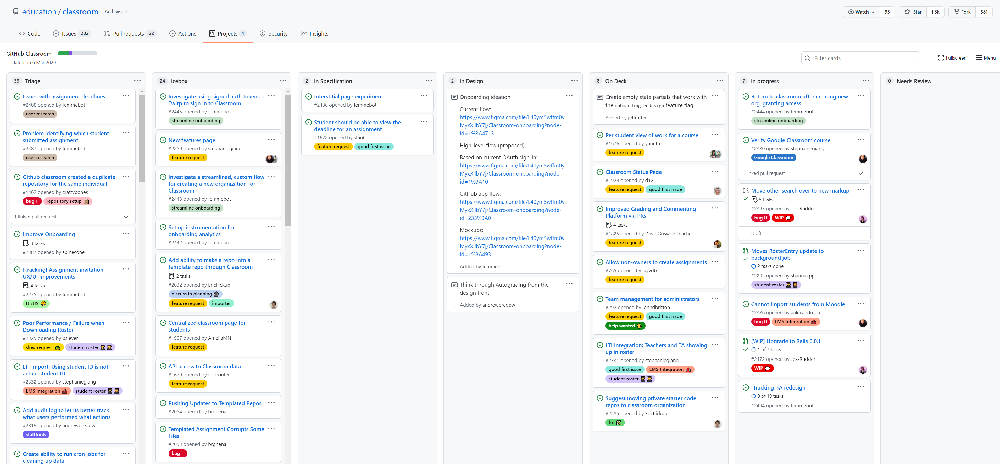 education / classroom Archived
Watch 93
Star 1.3k
Fork 581
Code
Issues 202
Pull requests 22
Actions
Projects 1
Security
Insights
GitHub Classroom
Updated on 6 Mar 2020
Filter cards
Fullscreen
Menu
33 Triage
Issues with assignment deadlines
#2488 opened by femmebot
user research
Problem identifying which student
submitted assignment
#2487 opened by femmebot
user research
Github classroom created a duplicate
repository for the same individual
#1462 opened by craftybones
bug repository setup
1 linked pull request
Improve Onboarding
3 tasks
#2387 opened by spinecone
[Tracking] Assignment invitation
UX/UI improvements
4 tasks
#2275 opened by femmebot
UI/UX
Poor Performance / Failure when
Downloading Roster
#2325 opened by bsiever
slow request student roster
LTI Import: Using student ID is not
actual student ID
#2332 opened by stephaniegiang
LMS Integration student roster
Add audit log to let us better track
what users performed what actions
#2319 opened by andrewbredow
stafftools
Create ability to run cron jobs for
cleaning up data.
24 Icebox
Investigate using signed auth tokens +
Twirp to sign in to Classroom
#2445 opened by femmebot
streamline onboarding
New features page!
#2259 opened by stephaniegiang
feature request
Investigate a streamlined, custom flow
for creating a new organization for
Classroom
#2443 opened by femmebot
streamline onboarding
Set up instrumentation for
onboarding analytics
#2442 opened by femmebot
Add ability to make a repo into a
template repo through Classroom
2 tasks
#2032 opened by EricPickup
discuss in planning
feature request importer
Centralized classroom page for
students
#1907 opened by AmeliaMN
feature request
API access to Classroom data
#1679 opened by talbronfer
feature request
Pushing Updates to Templated Repos
#2054 opened by brghena
Templated Assignment Corrupts Some
Files
#2053 opened by brghena
bug
2 In Specification
Interstitial page experiment
#2438 opened by femmebot
Student should be able to view the
deadline for an assignment
#1672 opened by stan6
feature request good first issue
2 In Design
Onboarding ideation
Current flow:
https://www.figma.com/file/L40ym5wffm0y
MyxXilbY7j/Classroom-onboarding?node-
id=1%3A4713
High-level flow (proposed):
Based on current OAuth sign-in:
https://www.figma.com/file/L40ym5wffm0y
MyxXilbY7j/Classroom-onboarding?node-
id=1%3A10
GitHub app flow:
https://www.figma.com/file/L40ym5wffm0y
MyxXilbY7j/Classroom-onboarding?node-
id=235%3A0
Mockups:
https://www.figma.com/file/L40ym5wffm0y
MyxXilbY7j/Classroom-onboarding?node-
id=1%3A493
Added by femmebot
Think through Autograding from the
design front
Added by andrewbredow
8 On Deck
Create empty state partials that work with
the onboarding_redesign feature flag
Added by jeffrafter
Per student view of work for a course
#1676 opened by yanntm
feature request
Classroom Status Page
#1924 opened by d12
feature request good first issue
Improved Grading and Commenting
Platform via PRs
4 tasks
#1825 opened by DavidGriswoldTeacher
feature request
Allow non-owners to create assignments
#765 opened by jayvdb
feature request
Team management for administrators
#292 opened by johndbritton
feature request good first issue
help wanted
LTI Integration: Teachers and TA showing
up in roster
#2331 opened by stephaniegiang
good first issue LMS Integration
student roster
Suggest moving private starter code
repos to classroom organization
#2285 opened by EricPickup
fix
7 In progress
Return to classroom after creating new
org, granting access
#2444 opened by femmebot
streamline onboarding
Verify Google Classroom course
#2380 opened by stephaniegiang
Google Classroom
1 linked pull request
Move other search over to new markup
5 tasks
#2393 opened by JessRudder
bug WIP
Draft
Moves RosterEntry update to
background job
2 tasks done
#2233 opened by shaunakpp
student roster
Cannot import students from Moodle
#2386 opened by aalexandrescu
bug LMS Integration
[WIP] Upgrade to Rails 6.0.1
1 of 7 tasks
#2472 opened by JessRudder
WIP
[Tracking] IA redesign
9 of 19 tasks
#2494 opened by femmebot
0 Needs Review